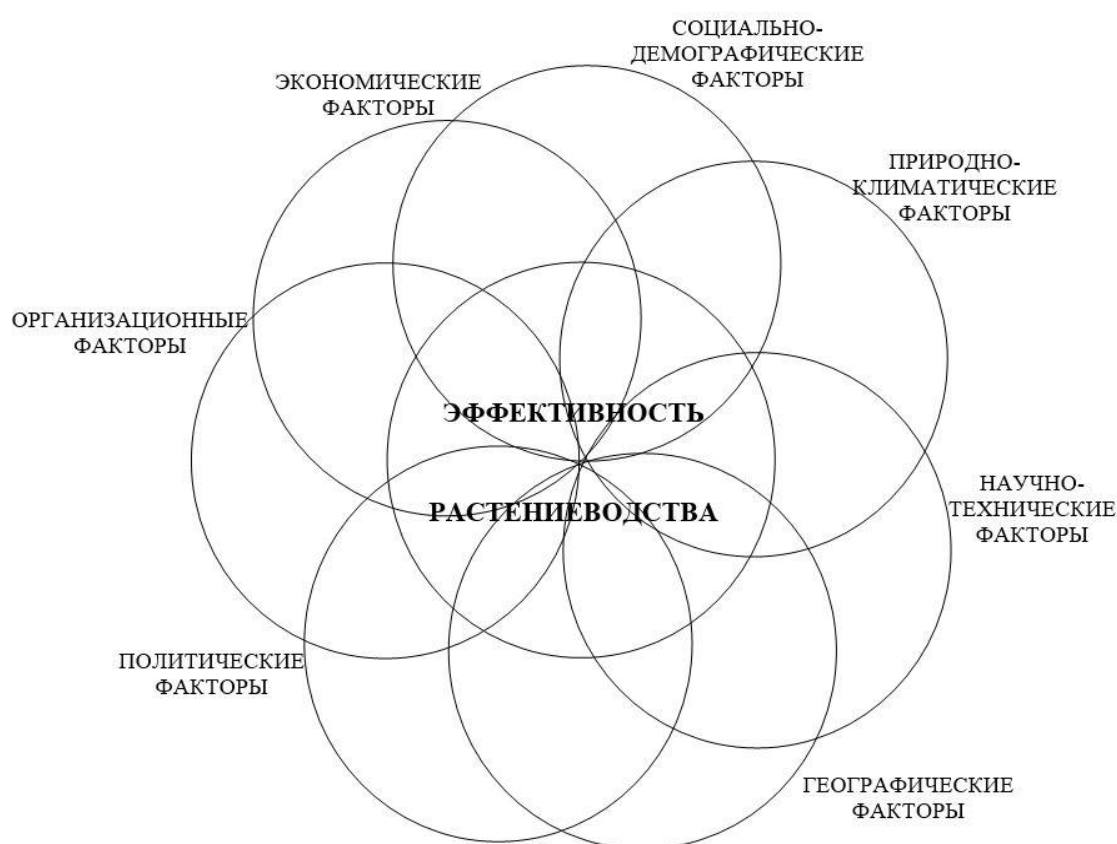 СОЦИАЛЬНО-
ДЕМОГРАФИЧЕСКИЕ
ФАКТОРЫ
ЭКОНОМИЧЕСКИЕ
ФАКТОРЫ
ПРИРОДНО-
КЛИМАТИЧЕСКИЕ
ФАКТОРЫ
ОРГАНИЗАЦИОННЫЕ
ФАКТОРЫ
ЭФФЕКТИВНОСТЬ
РАСТЕНИЕВОДСТВА
НАУЧНО-
ТЕХНИЧЕСКИЕ
ФАКТОРЫ
ПОЛИТИЧЕСКИЕ
ФАКТОРЫ
ГЕОГРАФИЧЕСКИЕ
ФАКТОРЫ